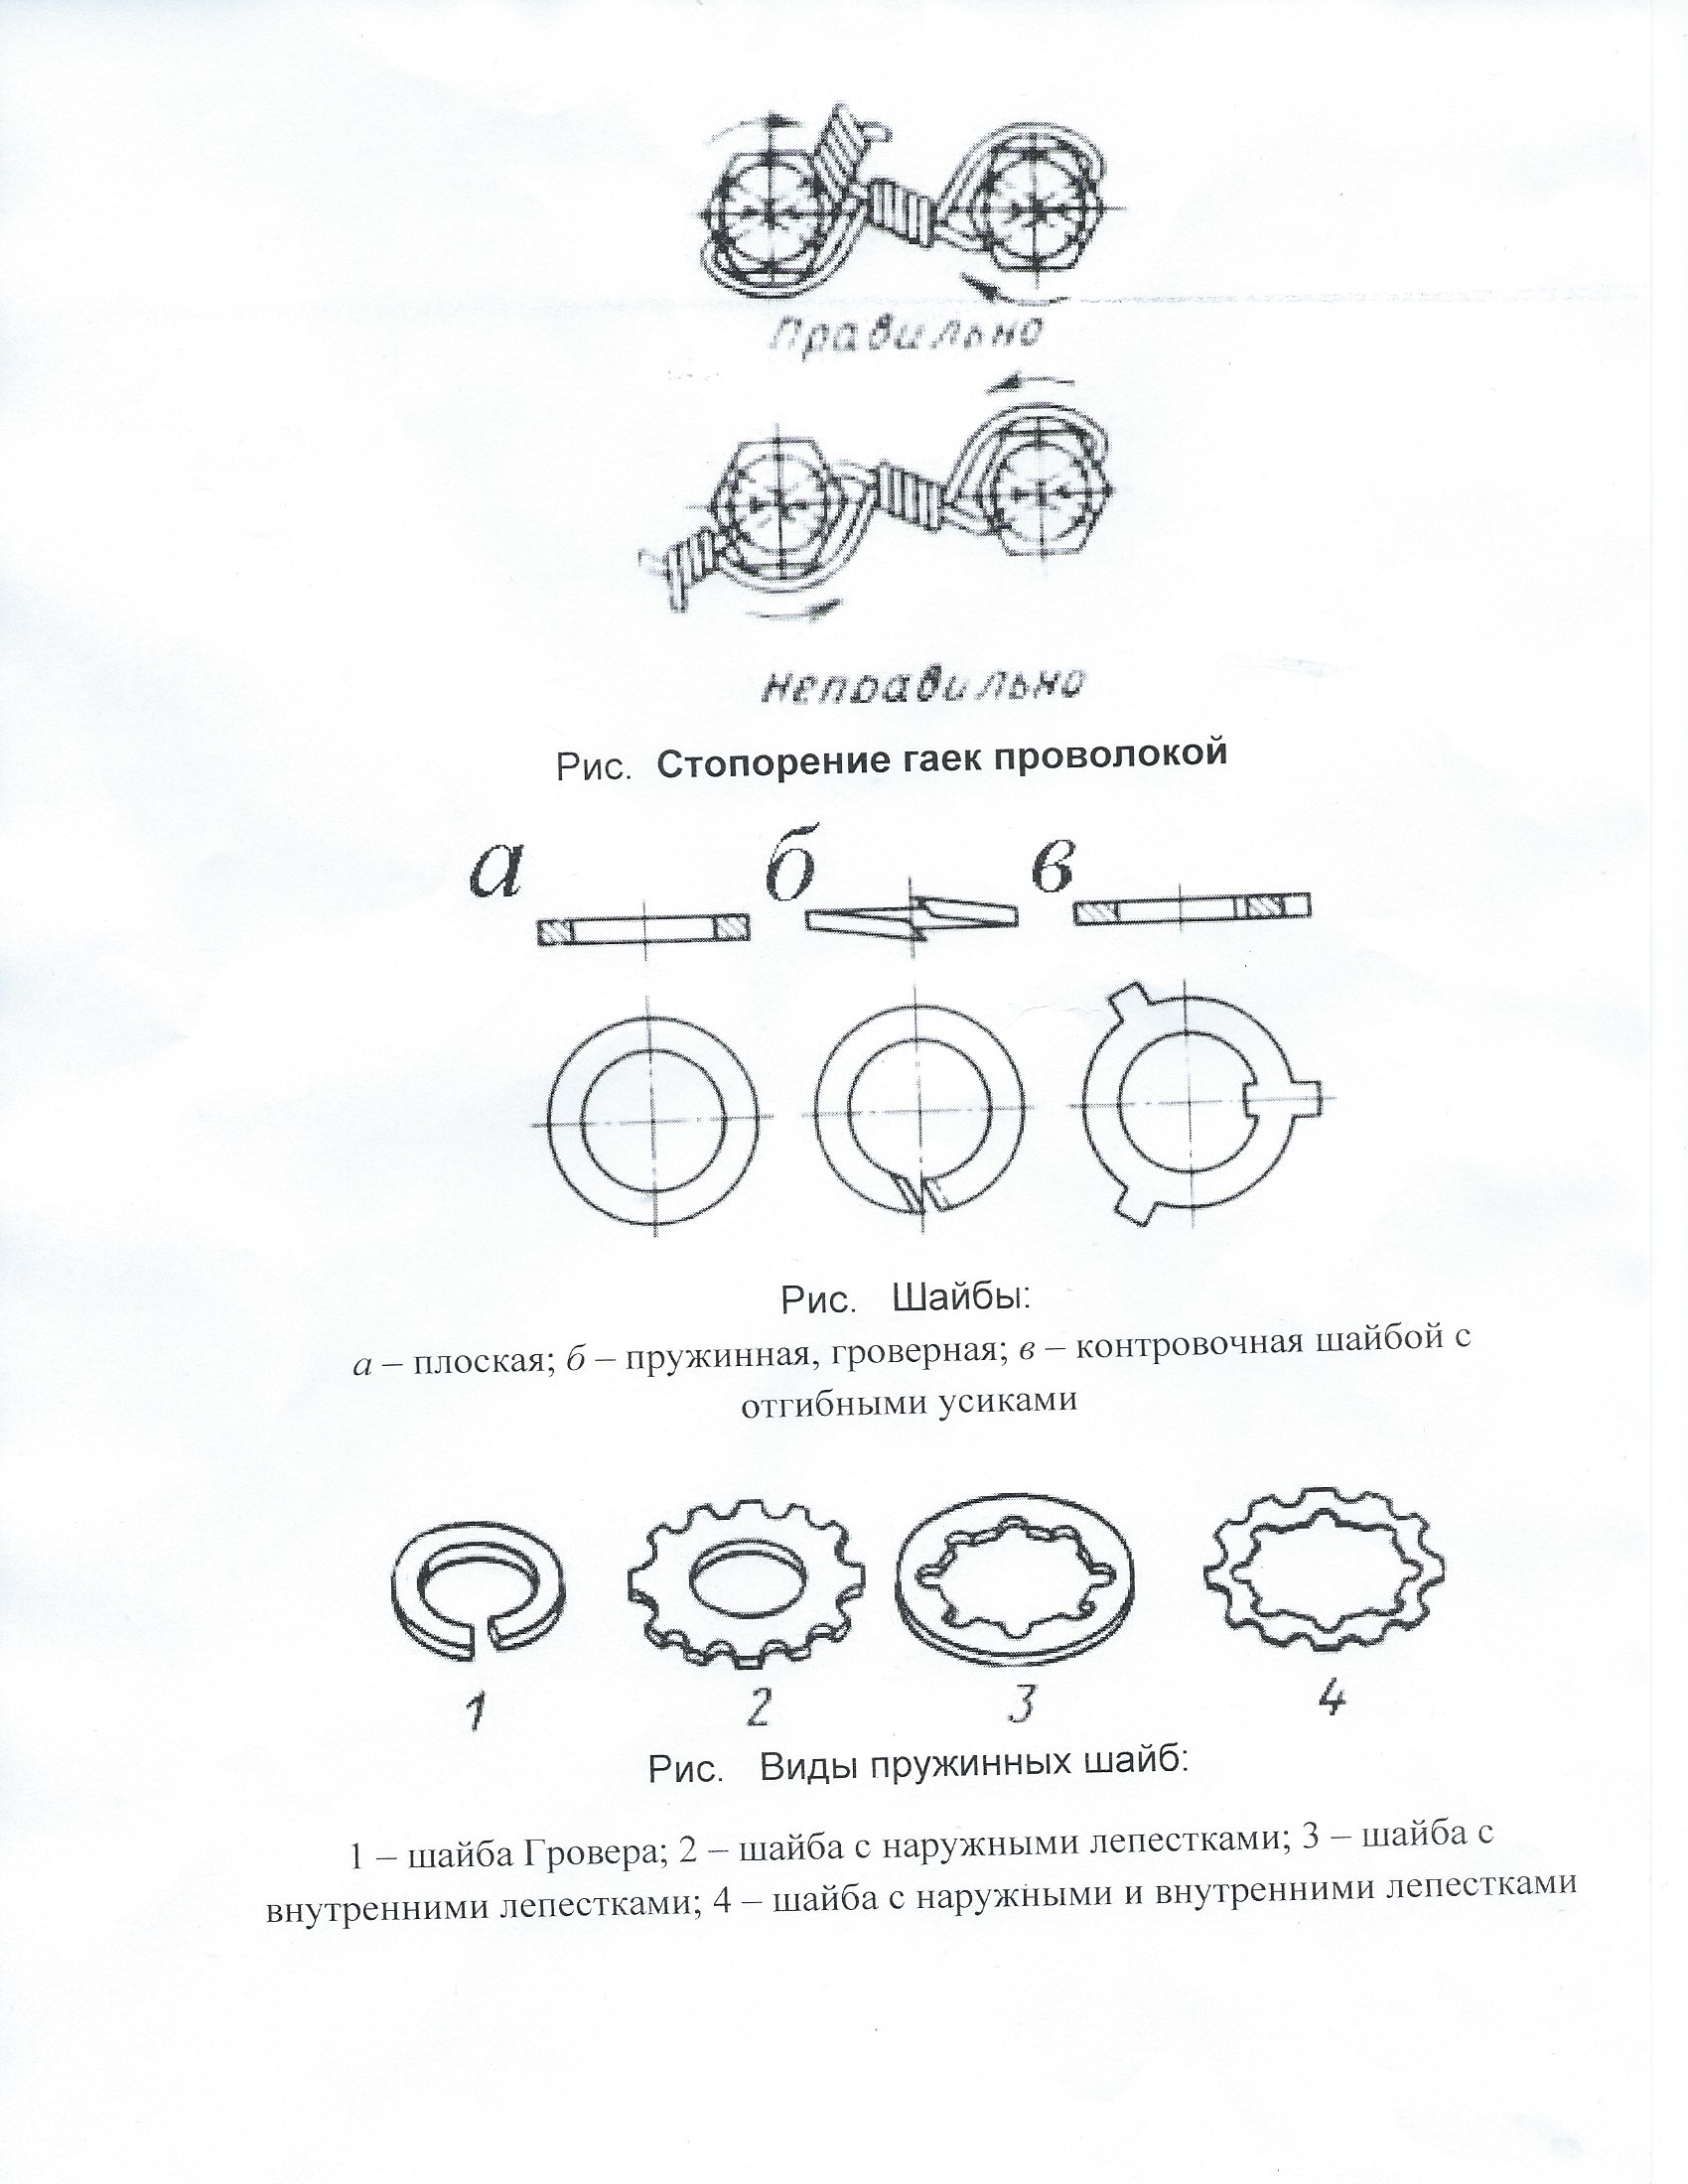 Правильно
Неправильно
Рис. Стопорение гаек проволокой
а б в
Рис. Шайбы:
а – плоская; б – пружинная, гроверная; в – контровочная шайбой с
отгибными усиками
1 2 3 4
Рис. Виды пружинных шайб:
1 – шайба Гровера; 2 – шайба с наружными лепестками; 3 – шайба с
внутренними лепестками; 4 – шайба с наружными и внутренними лепестками